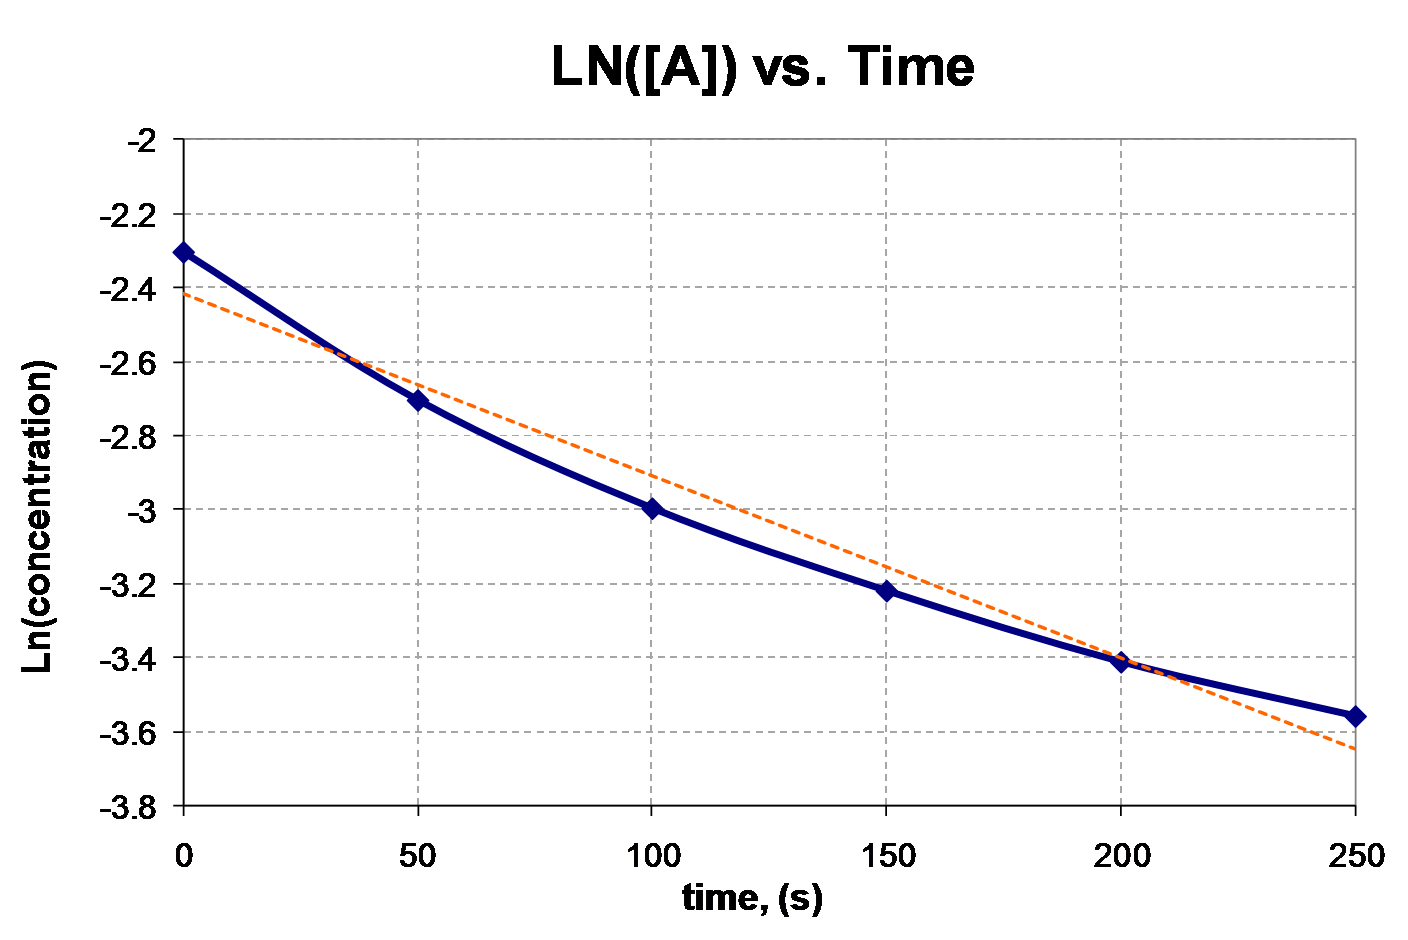 LN([A]) vs. Time
-2
-2.2
-2.4
-2.6
-2.8
-3
-3.2
-3.4
-3.6
-3.8
Ln(concentration)
0 50 100 150 200 250
time, (s)